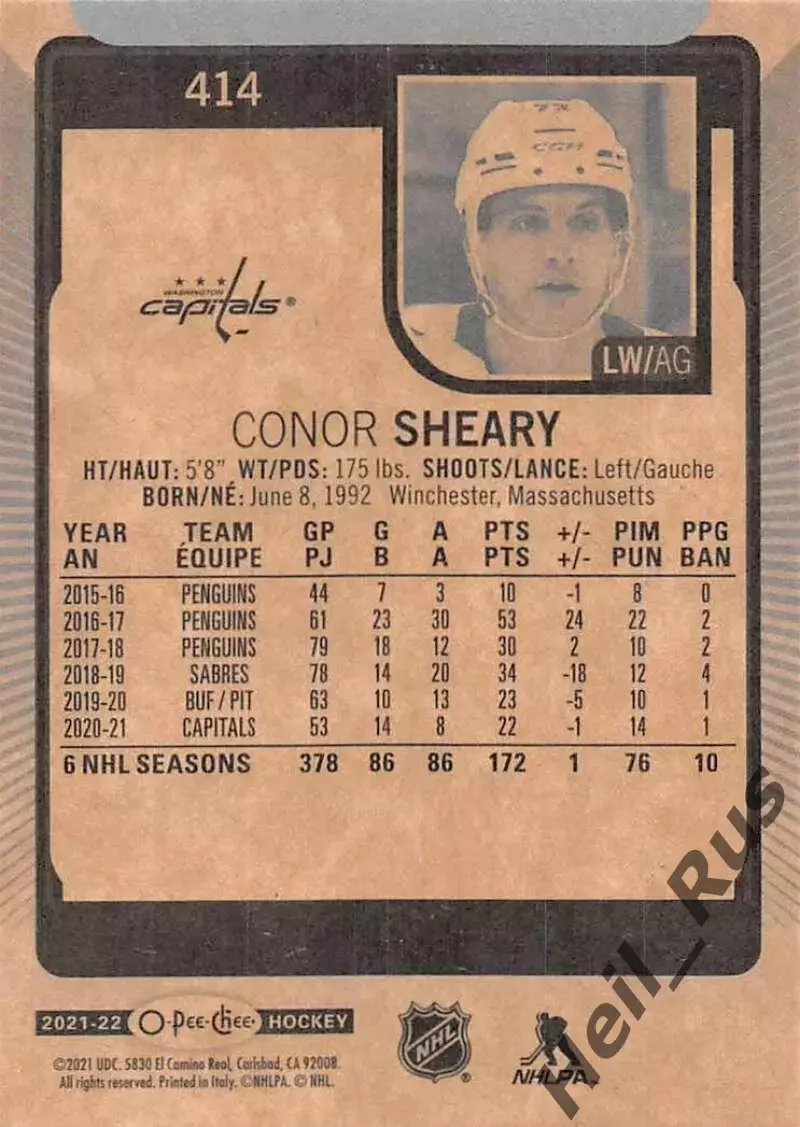 414
73
CCM
WASHINGTON
capitals®
LW/AG
CONOR SHEARY
HT/HAUT: 5'8" WT/PDS: 175 lbs. SHOOTS/LANCE: Left/Gauche
BORN/NÉ: June 8, 1992 Winchester, Massachusetts
YEAR TEAM GP G A PTS +/- PIM PPG
AN ÉQUIPE PJ B A PTS +/- PUN BAN
2015-16 PENGUINS 44 7 3 10 -1 8 0
2016-17 PENGUINS 61 23 30 53 24 22 2
2017-18 PENGUINS 79 18 12 30 2 10 2
2018-19 SABRES 78 14 20 34 -18 12 4
2019-20 BUF / PIT 63 10 13 23 -5 10 1
2020-21 CAPITALS 53 14 8 22 -1 14 1
6 NHL SEASONS 378 86 86 172 1 76 10
2021-22 O-Pee-Chee HOCKEY
©2021 UDC. 5830 El Camino Real, Carlsbad, CA 92008.
All rights reserved. Printed in Italy. ©NHLPA. © NHL.
NHL ®
NHLPA
Neil_Rus